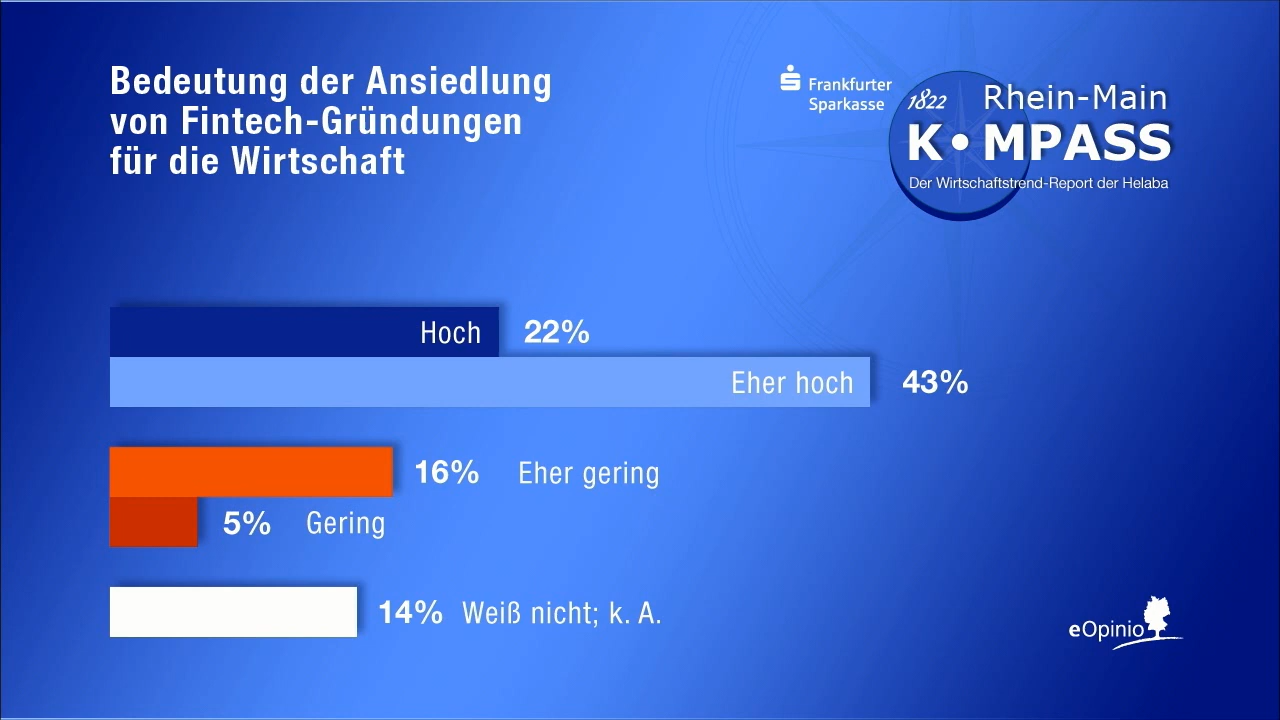 Bedeutung der Ansiedlung
von Fintech-Gründungen
für die Wirtschaft
Frankfurter
Sparkasse
1822
Rhein-Main
K•MPASS
Der Wirtschaftstrend-Report der Helaba
Hoch 22%
Eher hoch 43%
16% Eher gering
5% Gering
14% Weiß nicht; k. A.
eOpinio